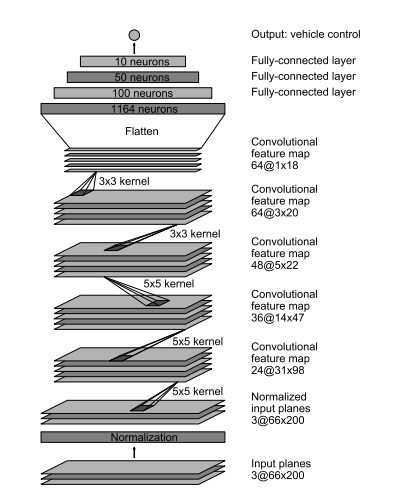 Output: vehicle control
10 neurons
Fully-connected layer
50 neurons
Fully-connected layer
100 neurons
Fully-connected layer
1164 neurons
Flatten
Convolutional
feature map
64@1x18
3x3 kernel
Convolutional
feature map
64@3x20
3x3 kernel
Convolutional
feature map
48@5x22
5x5 kernel
Convolutional
feature map
36@14x47
5x5 kernel
Convolutional
feature map
24@31x98
5x5 kernel
Normalized
input planes
3@66x200
Normalization
Input planes
3@66x200